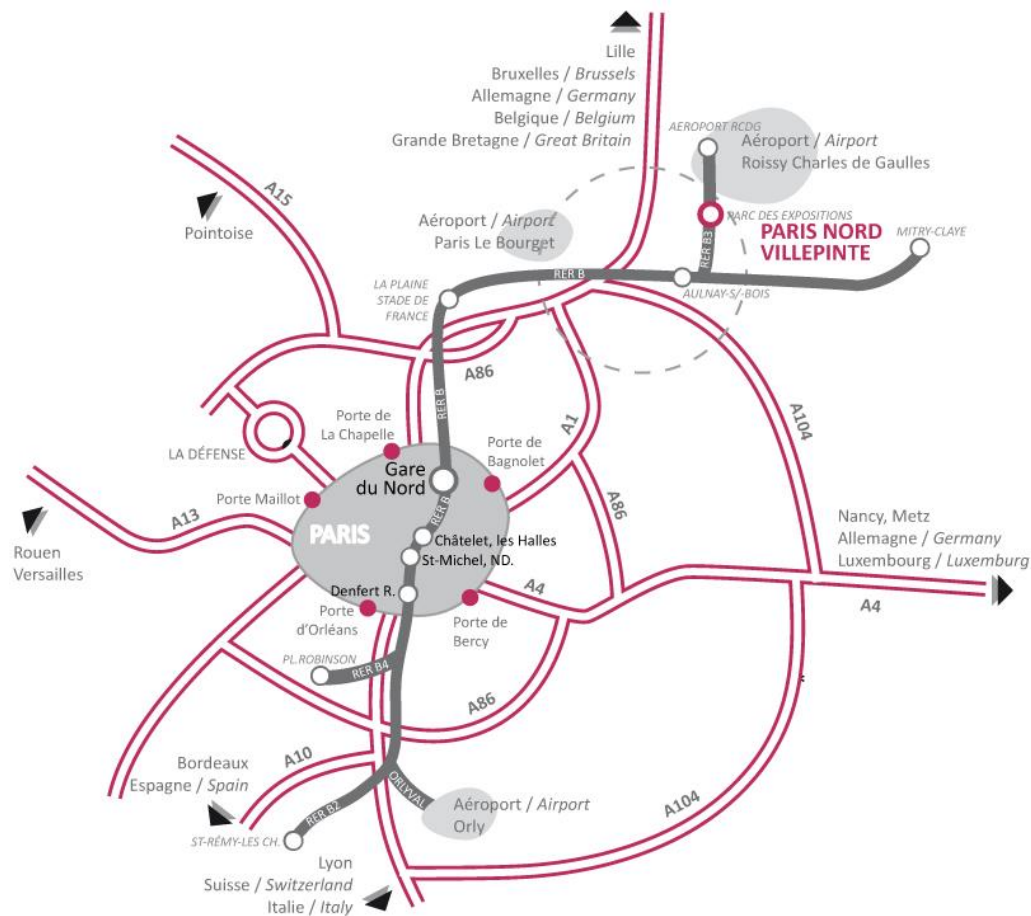 Lille
Bruxelles / Brussels
Allemagne / Germany
Belgique / Belgium
Grande Bretagne / Great Britain
AEROPORT RCDG
Aéroport / Airport
Roissy Charles de Gaulles
A15
Pointoise
Aéroport / Airport
Paris Le Bourget
PARC DES EXPOSITIONS
PARIS NORD
VILLEPINTE
RER B3
MITRY-CLAYE
LA PLAINE
STADE DE
FRANCE
RER B
AULNAY-S/-BOIS
A86
RER B
A104
A1
Porte de
La Chapelle
LA DÉFENSE
Gare
du Nord
Porte de
Bagnolet
Porte Maillot
A13
RER B
A86
Rouen
Versailles
PARIS
Châtelet, les Halles
St-Michel, ND.
Nancy, Metz
Allemagne / Germany
Luxembourg / Luxemburg
Denfert R.
A4
A4
Porte
d'Orléans
Porte de
Bercy
PL.ROBINSON
RER B4
A86
A10
Bordeaux
Espagne / Spain
ORLYVAL
Aéroport / Airport
Orly
RER B2
A104
ST-RÉMY-LES CH.
Lyon
Suisse / Switzerland
Italie / Italy